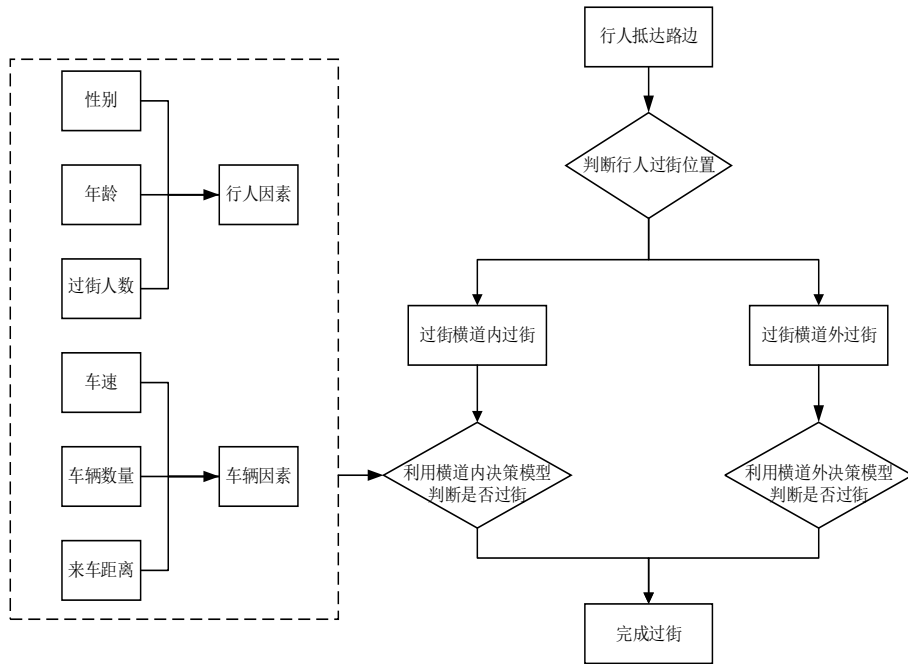 行人抵达路边
判断行人过街位置
性别
年龄
过街人数
行人因素
车速
车辆数量
来车距离
车辆因素
过街横道内过街
过街横道外过街
利用横道内决策模型
判断是否过街
利用横道外决策模型
判断是否过街
完成过街